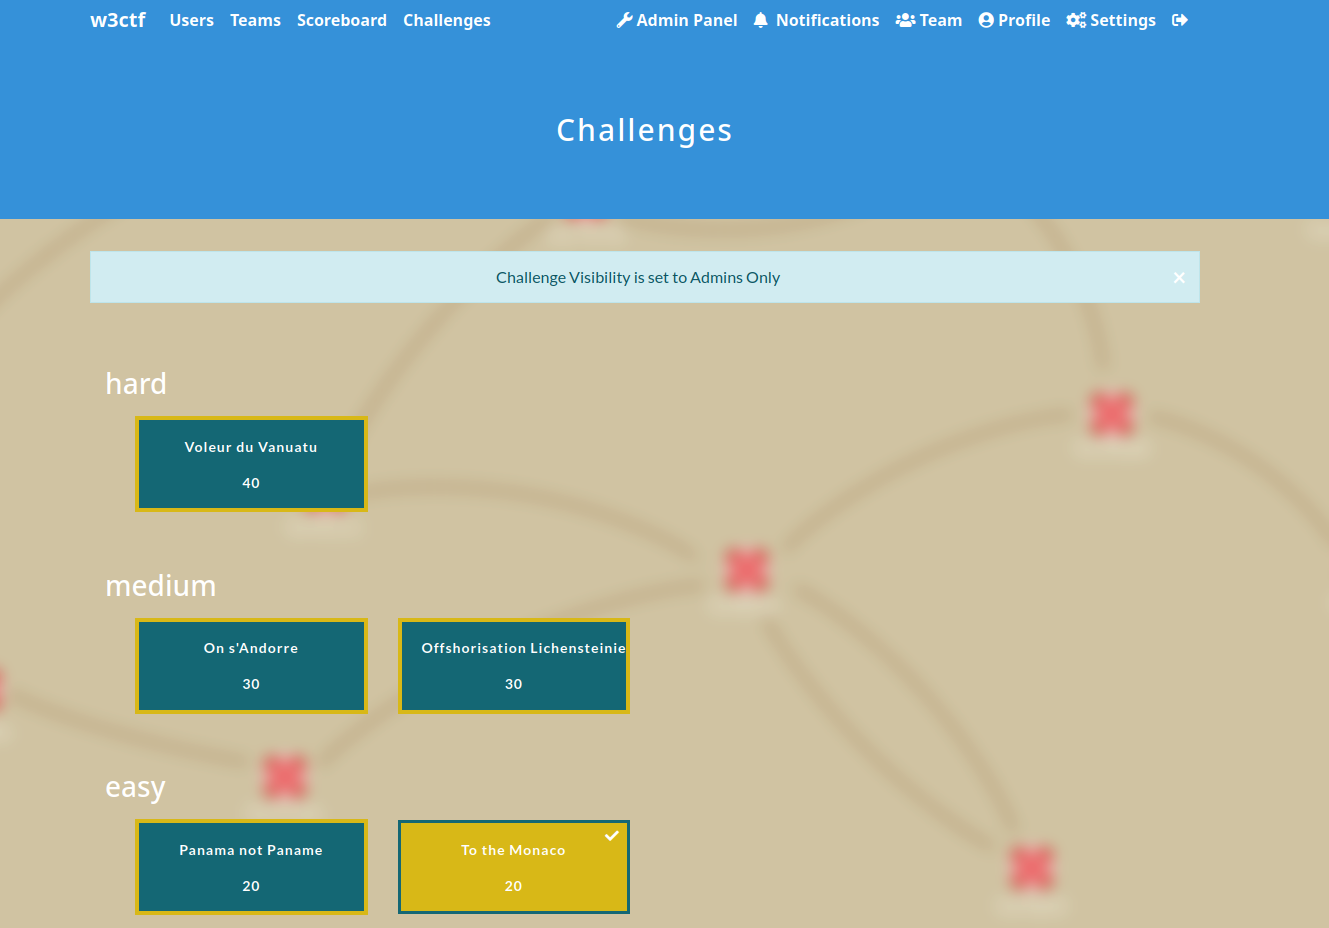 w3ctf Users Teams Scoreboard Challenges Admin Panel Notifications Team Profile Settings
Challenges
Challenge Visibility is set to Admins Only ×
hard
Voleur du Vanuatu
40
medium
On s'Andorre
30
Offshorisation Lichensteinie
30
easy
Panama not Paname
20
To the Monaco
20